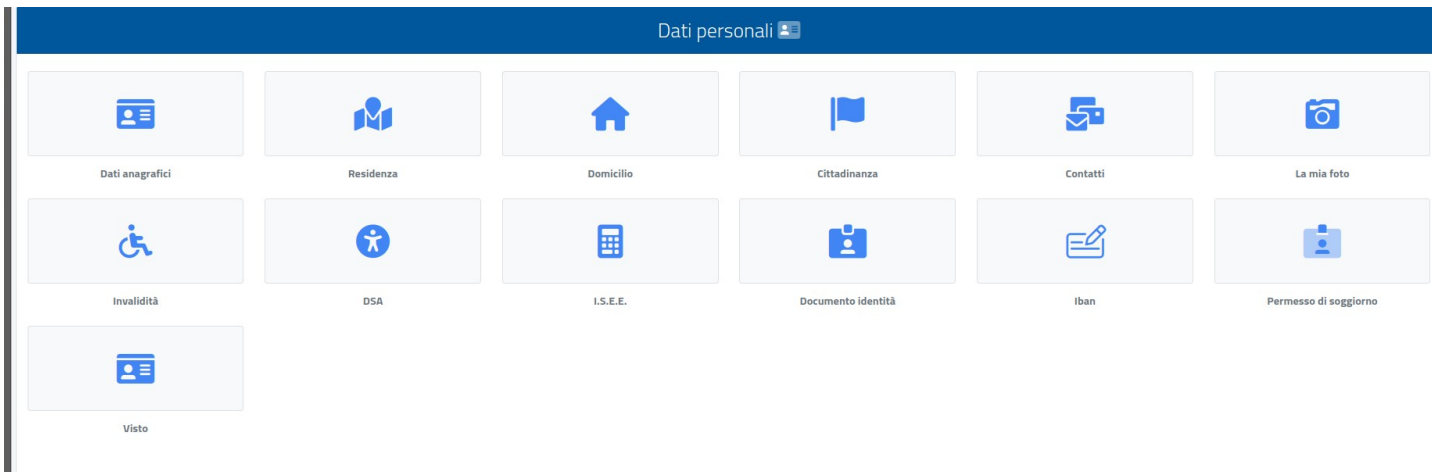 Dati personali
Dati anagrafici
Residenza
Domicilio
Cittadinanza
Contatti
La mia foto
Invalidità
DSA
I.S.E.E.
Documento identità
Iban
Permesso di soggiorno
Visto